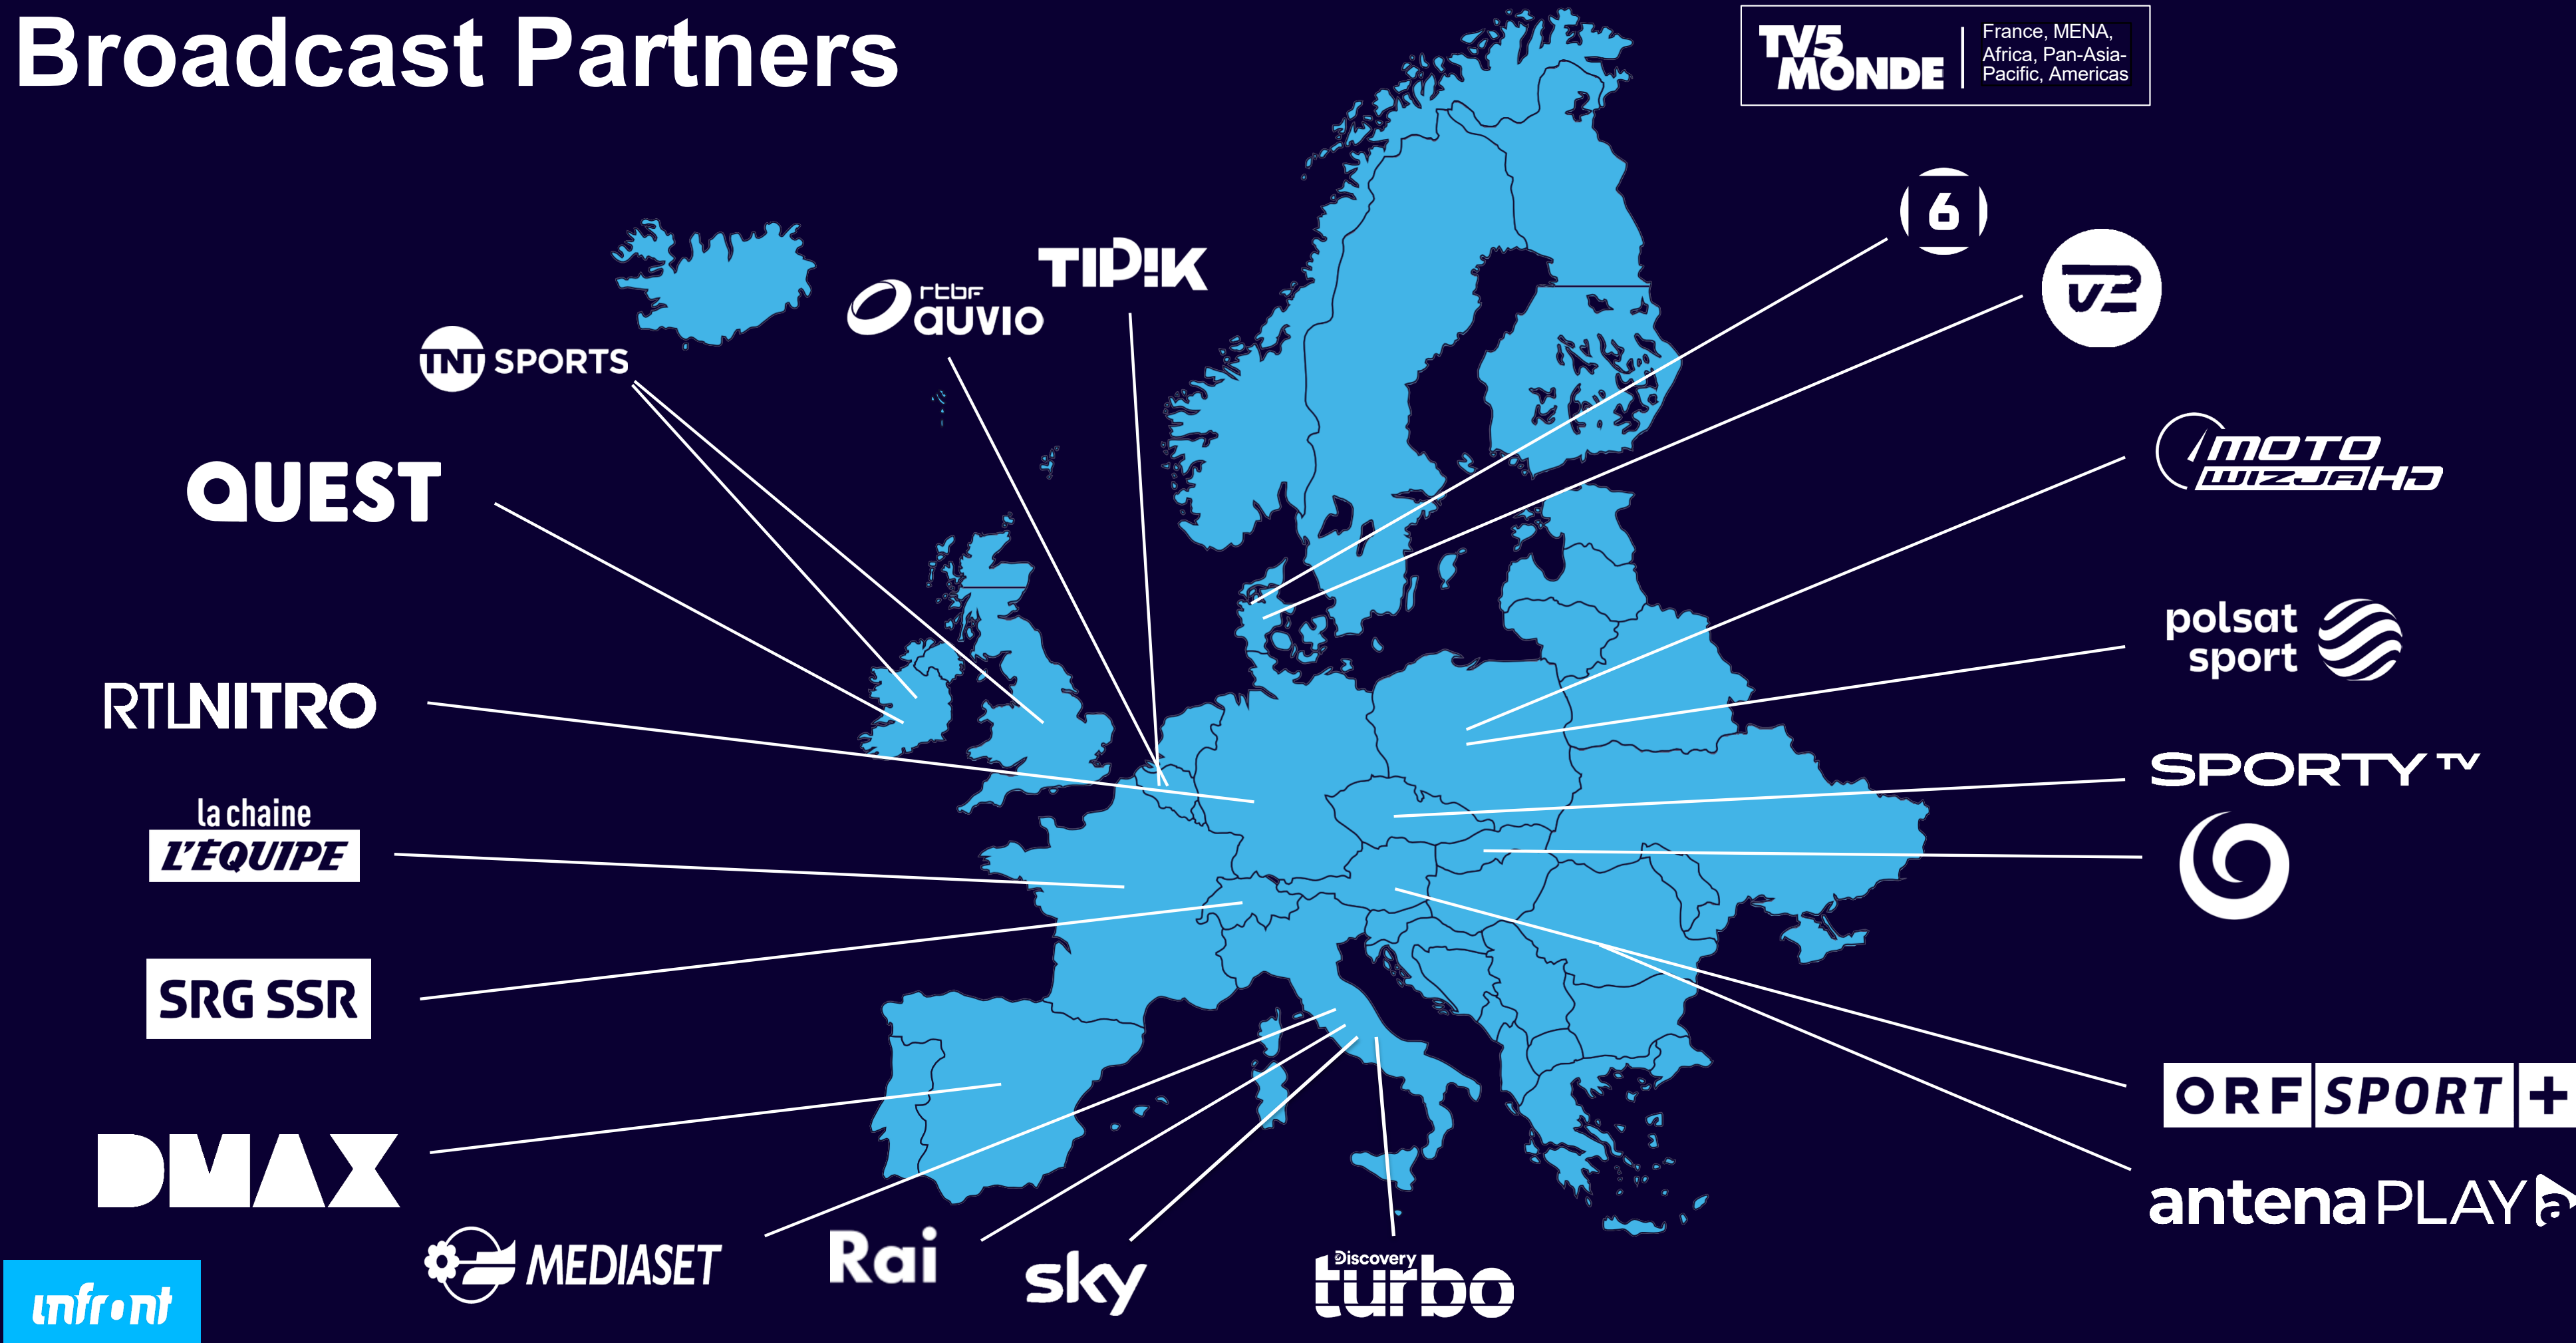 Broadcast Partners
TV5
MONDE
France, MENA,
Africa, Pan-Asia-
Pacific, Americas
6
TV2
TIPIK
rtbf
auvio
TNT SPORTS
MOTO
WIZJA HD
QUEST
polsat
sport
RTLNITRO
SPORTY TV
la chaine
L'ÉQUIPE
SRG SSR
ORF SPORT +
DMAX
antena PLAY a
MEDIASET
Rai
sky
Discovery
turbo
infront